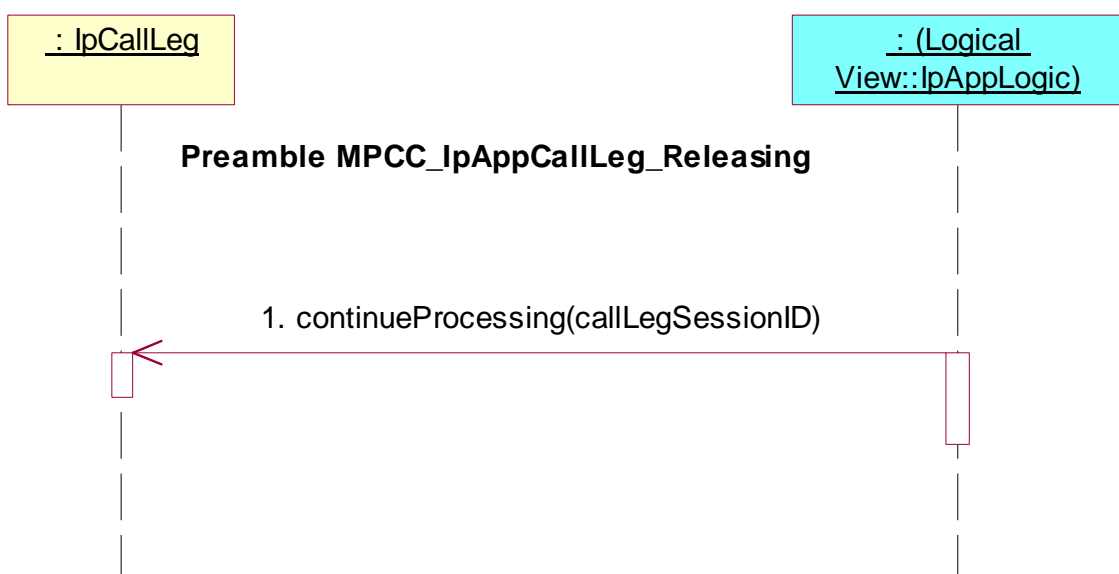 : IpCallLeg
: (Logical
View::IpAppLogic)
Preamble MPCC_IpAppCallLeg_Releasing
1. continueProcessing(callLegSessionID)